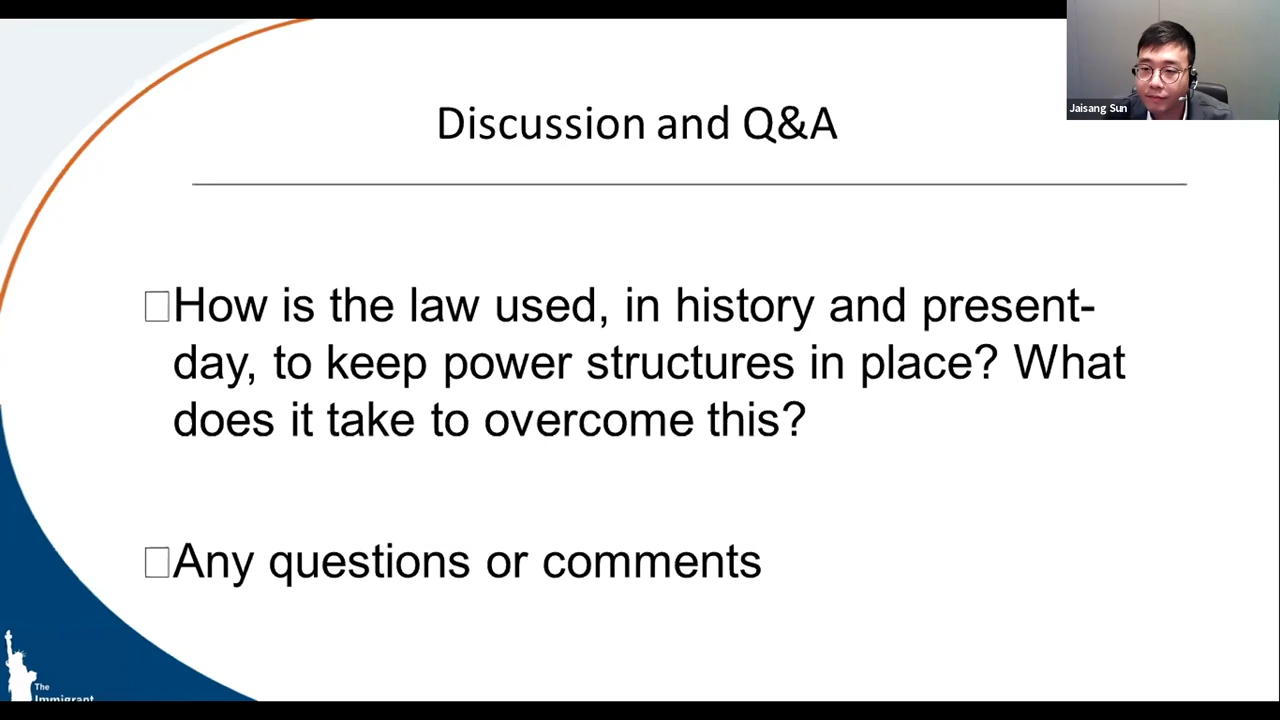 Jaisang Sun
Discussion and Q&A
How is the law used, in history and present-
day, to keep power structures in place? What
does it take to overcome this?
Any questions or comments
The
Immigrant